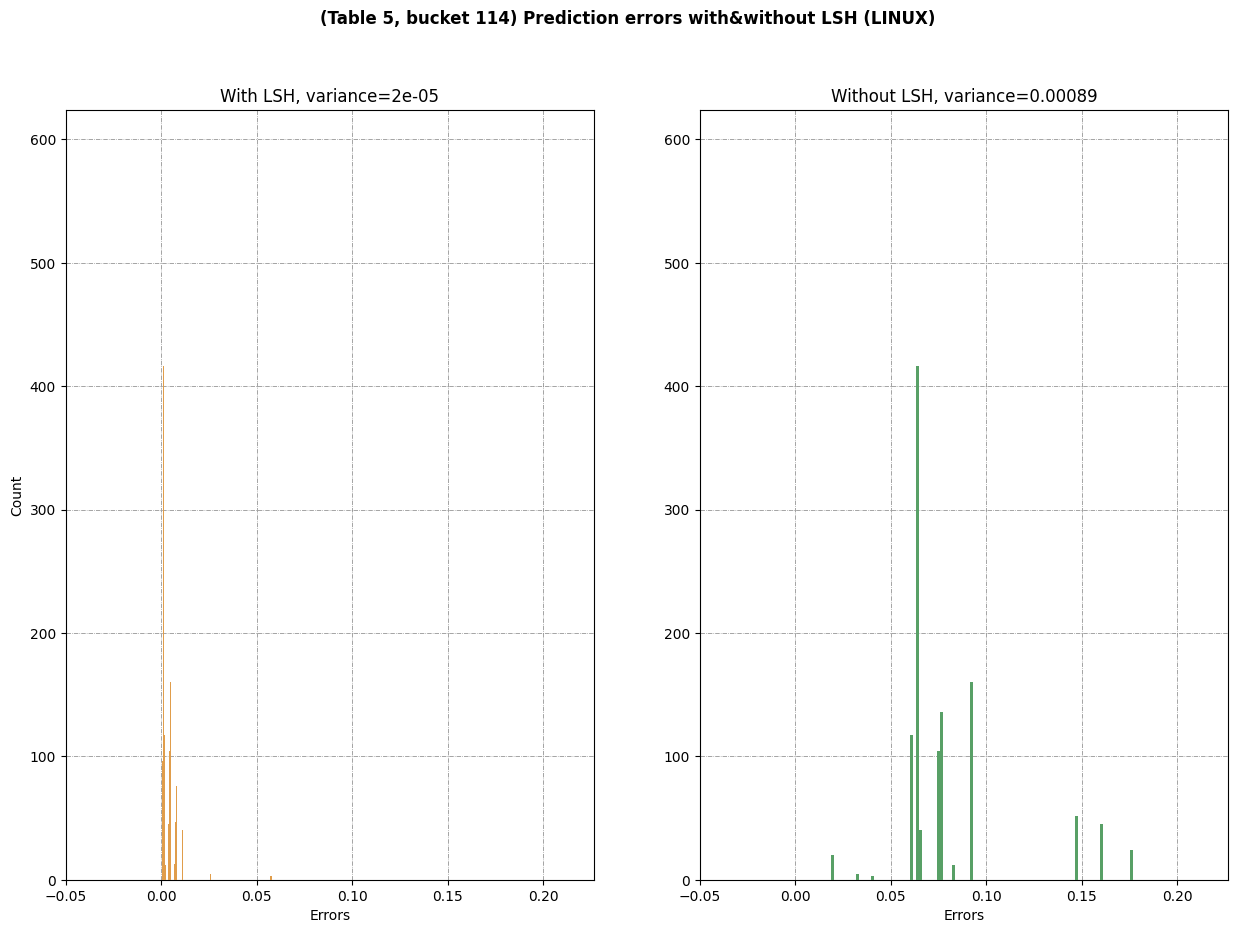 (Table 5, bucket 114) Prediction errors with&without LSH (LINUX)
With LSH, variance=2e-05
600
500
400
300
200
100
0
Count
−0.05 0.00 0.05 0.10 0.15 0.20
Errors
Without LSH, variance=0.00089
600
500
400
300
200
100
0
−0.05 0.00 0.05 0.10 0.15 0.20
Errors